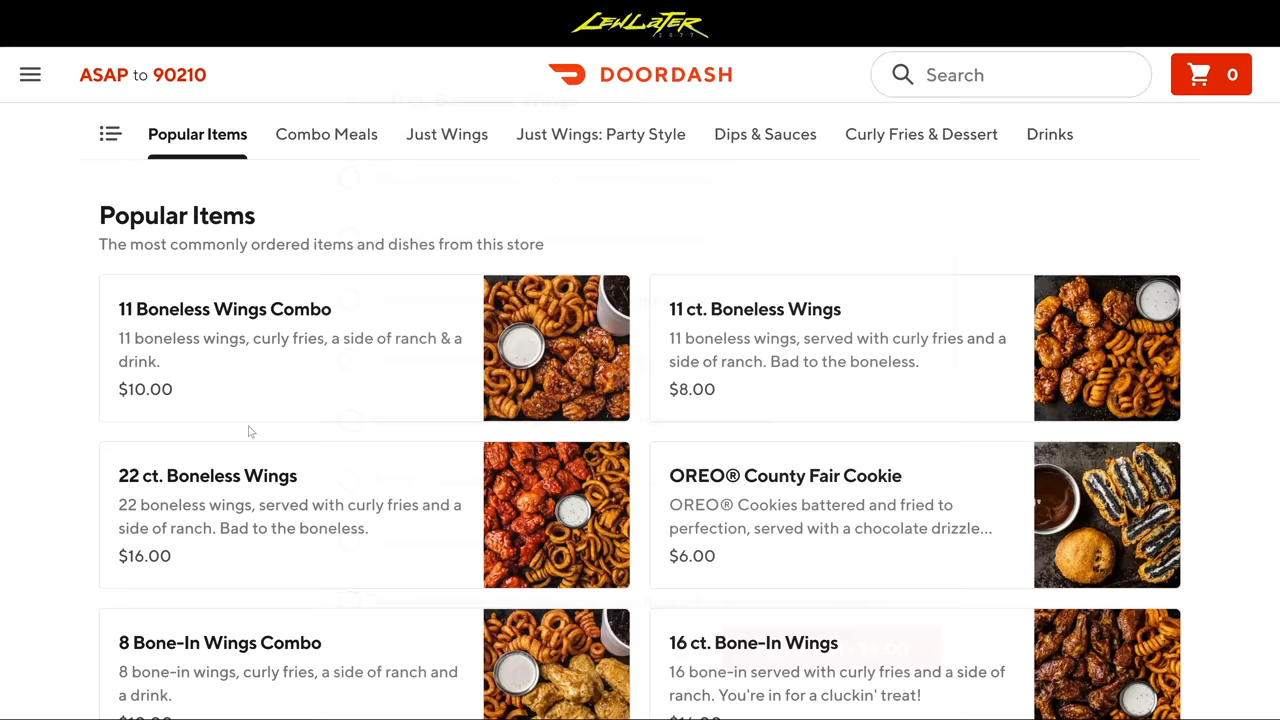 LEWLATER
2077
ASAP to 90210
DOORDASH
Search
0
Popular Items
Combo Meals
Just Wings
Just Wings: Party Style
Dips & Sauces
Curly Fries & Dessert
Drinks
Popular Items
The most commonly ordered items and dishes from this store
11 Boneless Wings Combo
11 boneless wings, curly fries, a side of ranch & a
drink.
$10.00
11 ct. Boneless Wings
11 boneless wings, served with curly fries and a
side of ranch. Bad to the boneless.
$8.00
22 ct. Boneless Wings
22 boneless wings, served with curly fries and a
side of ranch. Bad to the boneless.
$16.00
OREO® County Fair Cookie
OREO® Cookies battered and fried to
perfection, served with a chocolate drizzle...
$6.00
8 Bone-In Wings Combo
8 bone-in wings, curly fries, a side of ranch and
a drink.
16 ct. Bone-In Wings
16 bone-in served with curly fries and a side of
ranch. You're in for a cluckin' treat!